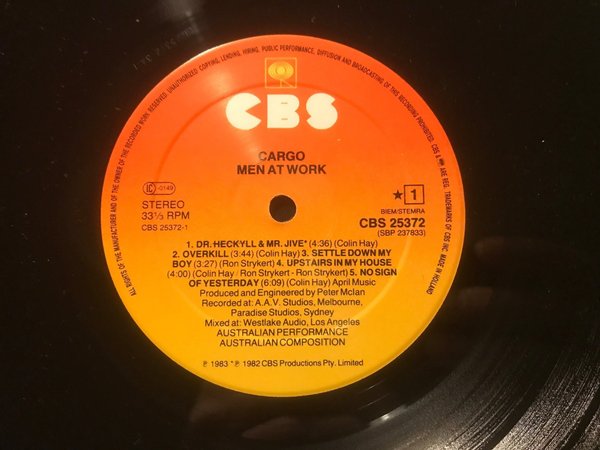 ALL RIGHTS OF THE MANUFACTURER AND OF THE OWNER OF THE RECORDED WORK RESERVED. UNAUTHORIZED COPYING, LENDING, HIRING, PUBLIC PERFORMANCE, DIFFUSION AND BROADCASTING OF THIS RECORDING PROHIBITED. CBS & ARE REG. TRADEMARKS OF CBS INC. MADE IN HOLLAND
CBS
CARGO
MEN AT WORK
LC-0149
STEREO
33⅓ RPM
CBS 25372-1
★ 1
BIEM/STEMRA
CBS 25372
(SBP 237833)
1. DR. HECKYLL & MR. JIVE* (4:36) (Colin Hay)
2. OVERKILL (3:44) (Colin Hay) 3. SETTLE DOWN MY
BOY (3:27) (Ron Strykert) 4. UPSTAIRS IN MY HOUSE
(4:00) (Colin Hay · Ron Strekert - Ron Strykert) 5. NO SIGN
OF YESTERDAY (6:09) (Colin Hay) April Music
Produced and Engineered by Peter McIan
Recorded at: A.A.V. Studios, Melbourne,
Paradise Studios, Sydney
Mixed at: Westlake Audio, Los Angeles
AUSTRALIAN PERFORMANCE
AUSTRALIAN COMPOSITION
℗ 1983 * ℗ 1982 CBS Productions Pty. Limited